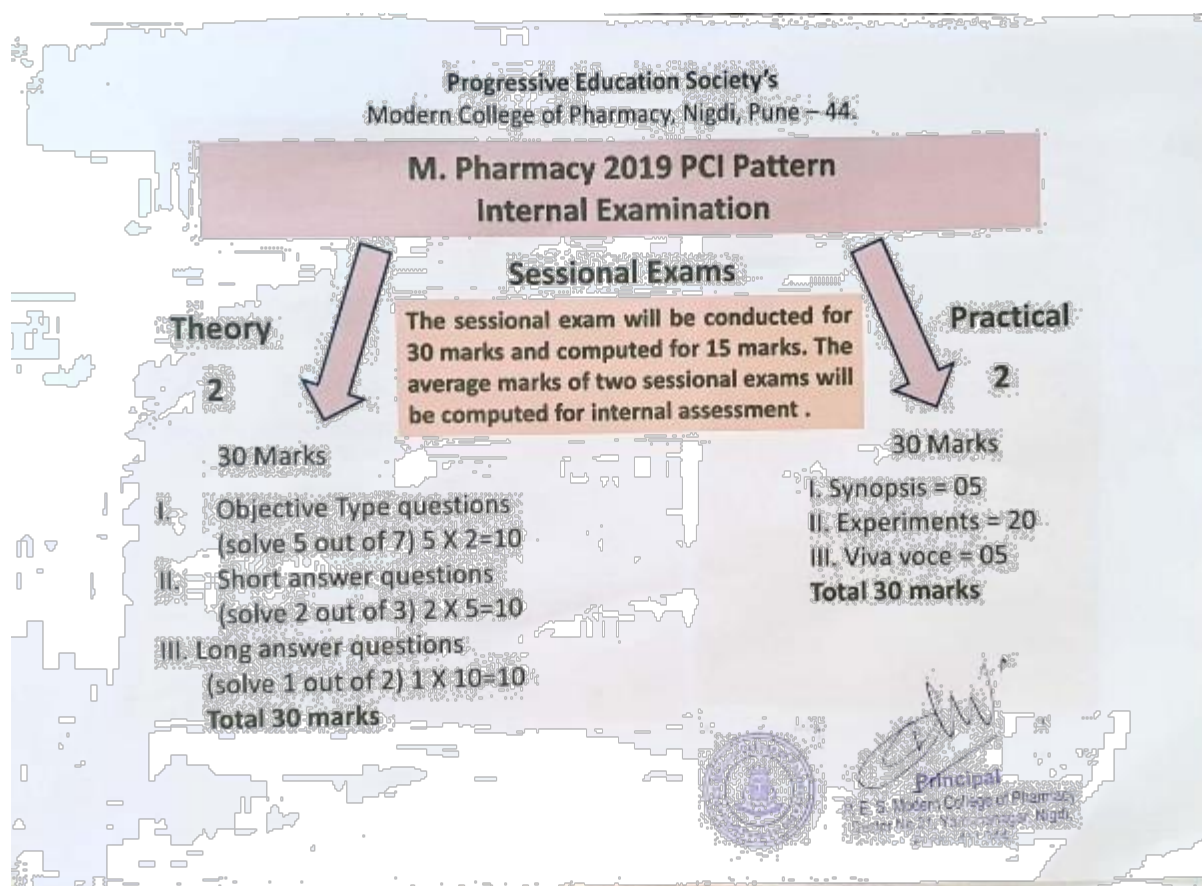 Progressive Education Society's
Modern College of Pharmacy, Nigdi, Pune – 44.
M. Pharmacy 2019 PCI Pattern
Internal Examination
Sessional Exams
The sessional exam will be conducted for
30 marks and computed for 15 marks. The
average marks of two sessional exams will
be computed for internal assessment .
Theory
2
30 Marks
I. Objective Type questions
(solve 5 out of 7) 5 X 2=10
II. Short answer questions
(solve 2 out of 3) 2 X 5=10
III. Long answer questions
(solve 1 out of 2) 1 X 10=10
Total 30 marks
Practical
2
30 Marks
I. Synopsis = 05
II. Experiments = 20
III. Viva voce = 05
Total 30 marks
Principal
E. S. Modern College of Pharmacy
Nigdi,